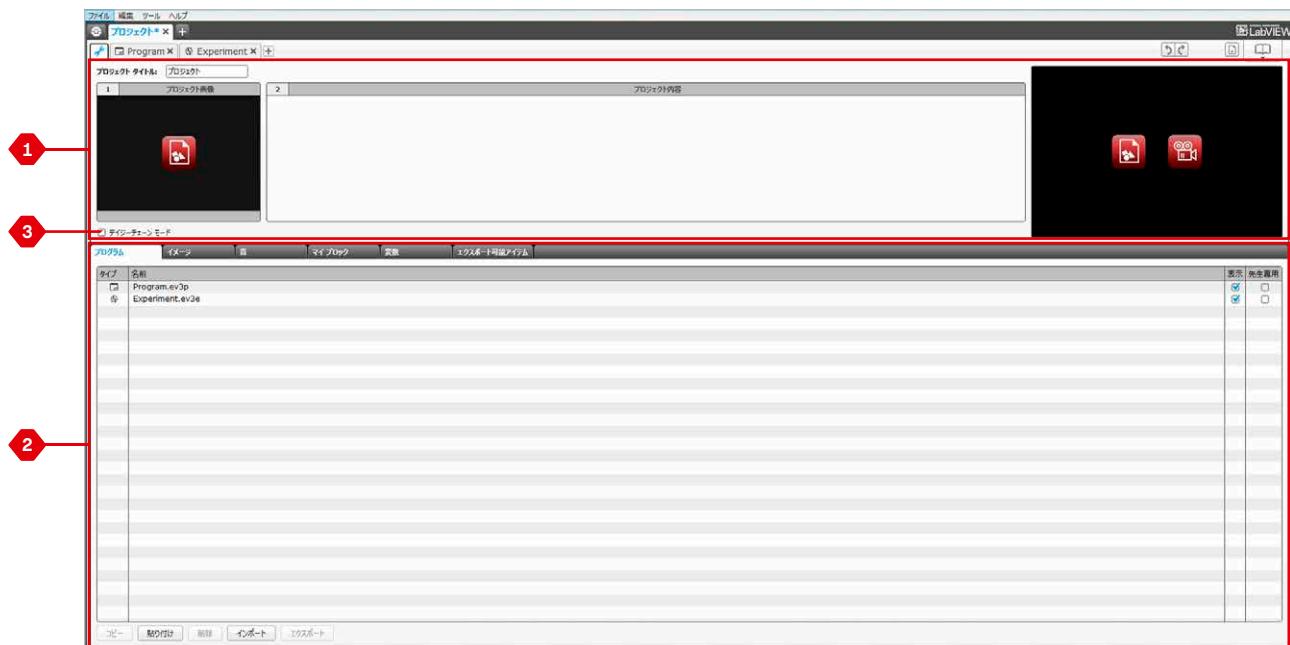 ファイル 編集 ツール ヘルプ
プロジェクト* × +
LabVIEW
Program × Experiment × +
プロジェクト タイトル: プロジェクト
1 プロジェクト画像 2 プロジェクト内容
1
3
デイジーチェーン モード
プログラム イメージ 音 マイ ブロック 変数 エクスポート可能アイテム
タイプ 名前 表示 先生専用
Program.ev3p
Experiment.ev3e
2
コピー 貼り付け 削除 インポート エクスポート